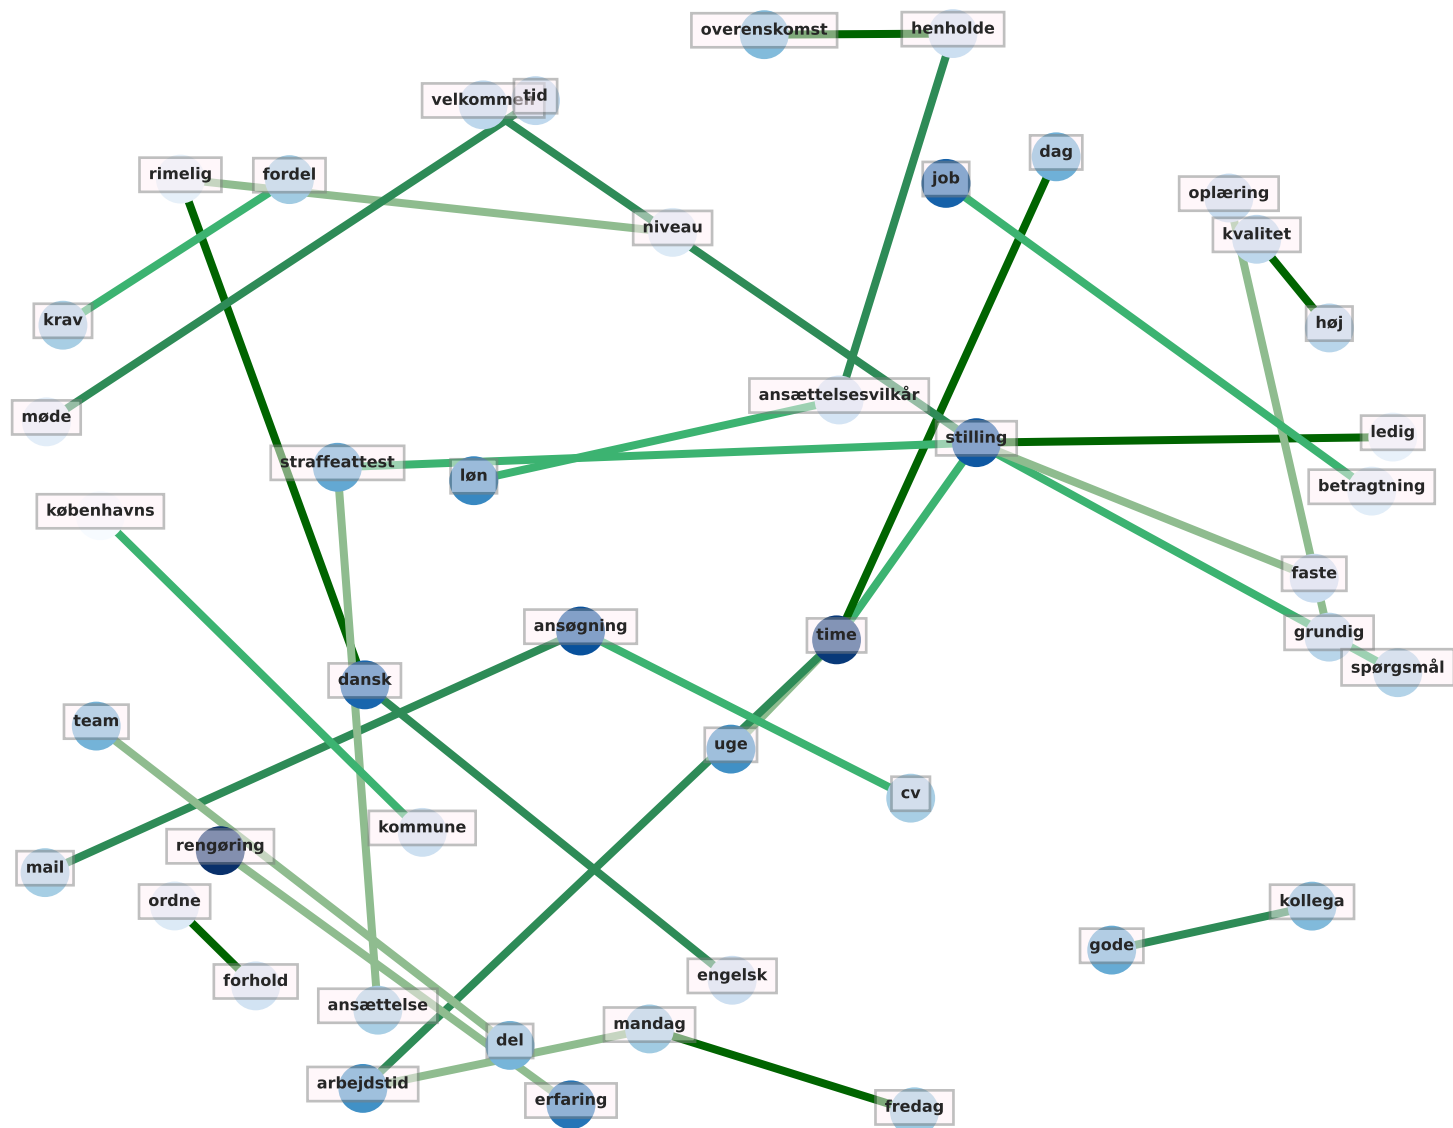 overenskomst
henholde
velkommen
tid
dag
rimelig
fordel
job
oplæring
niveau
kvalitet
krav
høj
ansættelsesvilkår
møde
ledig
stilling
straffeattest
løn
betragtning
københavns
faste
ansøgning
time
grundig
spørgsmål
dansk
team
uge
cv
kommune
rengøring
mail
ordne
kollega
gode
forhold
engelsk
ansættelse
mandag
del
arbejdstid
erfaring
fredag